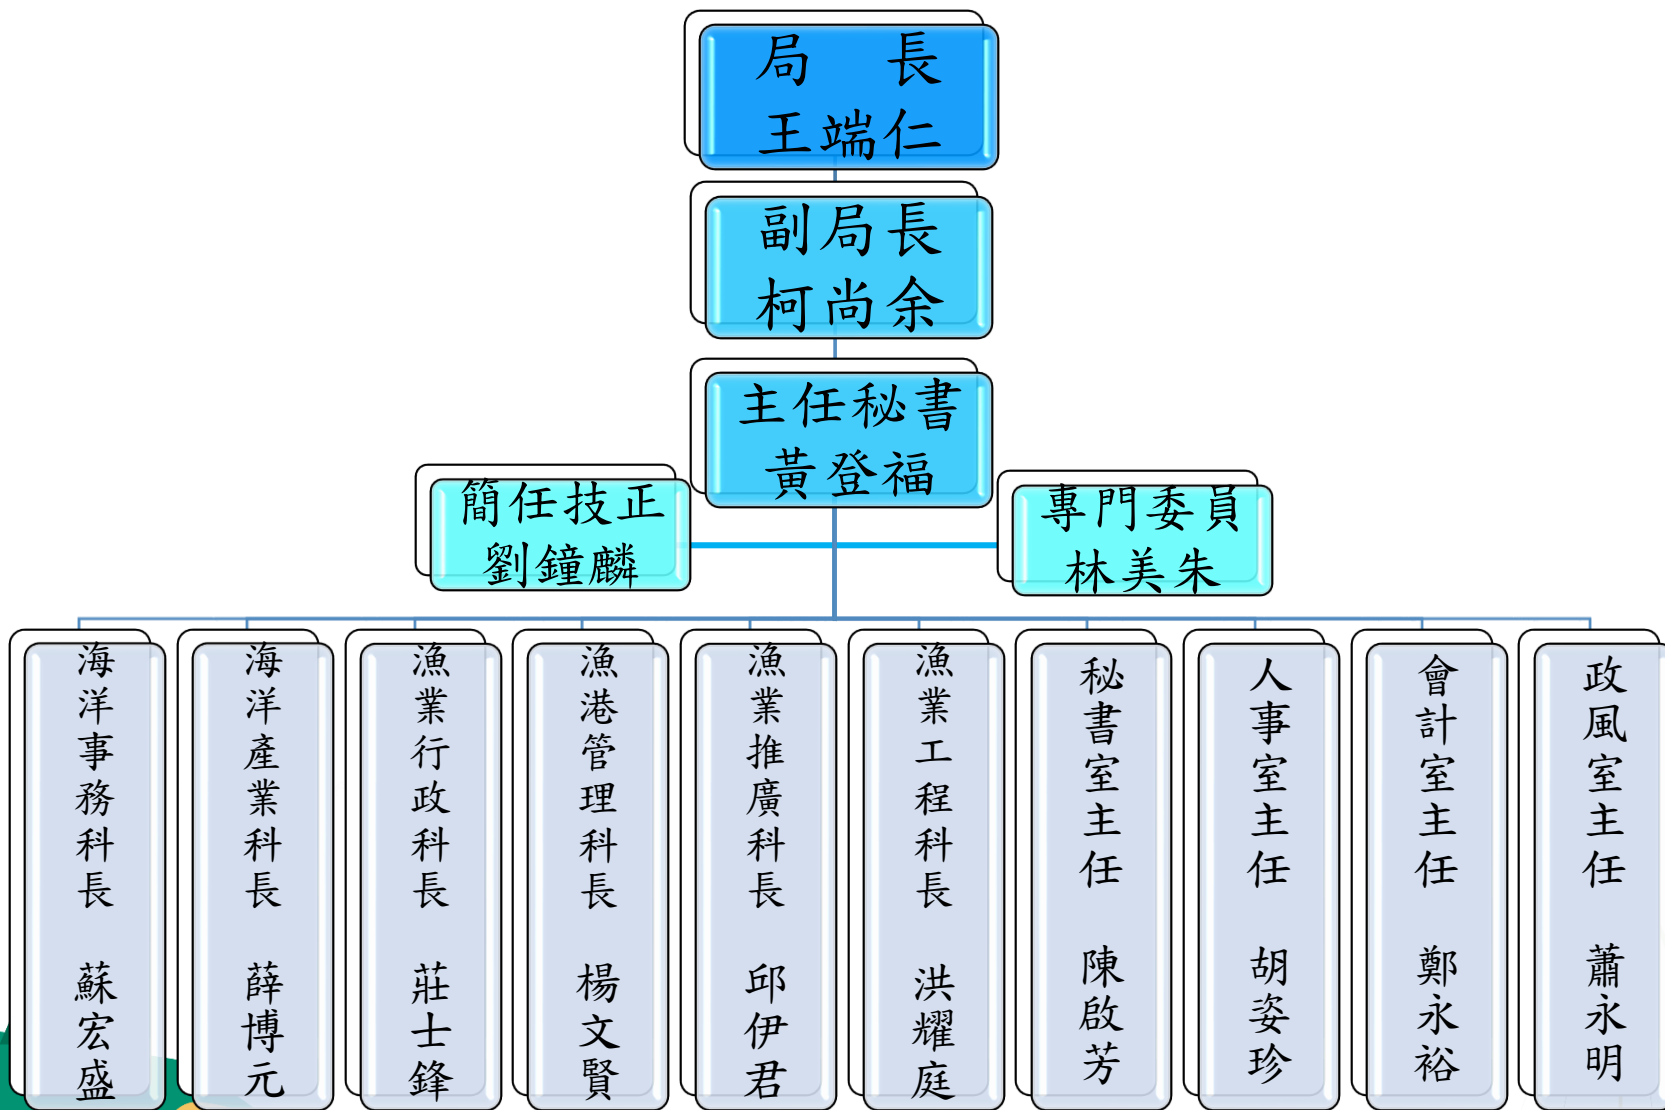 局　長
王端仁
副局長
柯尚余
主任秘書
黃登福
簡任技正
劉鐘麟
專門委員
林美朱
海洋事務科長　蘇宏盛
海洋產業科長　薛博元
漁業行政科長　莊士鋒
漁港管理科長　楊文賢
漁業推廣科長　邱伊君
漁業工程科長　洪耀庭
秘書室主任　陳啟芳
人事室主任　胡姿珍
會計室主任　鄭永裕
政風室主任　蕭永明